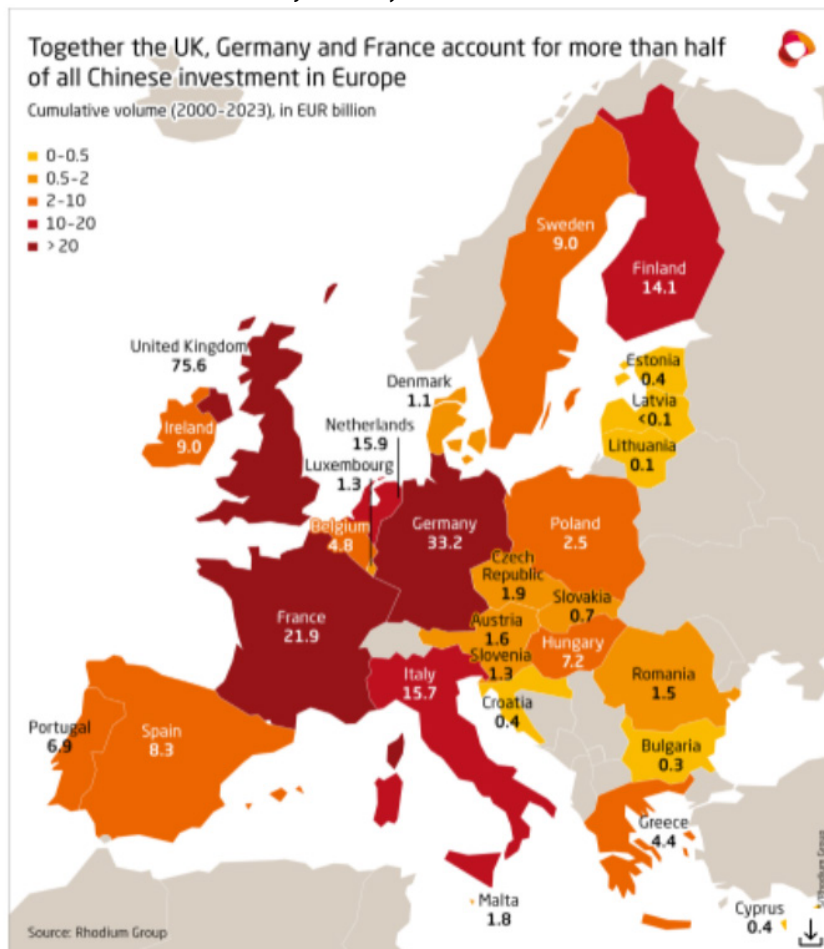 Together the UK, Germany and France account for more than half
of all Chinese investment in Europe
Cumulative volume (2000-2023), in EUR billion
0-0.5
0.5-2
2-10
10-20
>20
Sweden
9.0
Finland
14.1
United Kingdom
75.6
Estonia
0.4
Denmark
1.1
Latvia
<0.1
Netherlands
15.9
Ireland
9.0
Lithuania
0.1
Luxembourg
1.3
Belgium
4.8
Germany
33.2
Poland
2.5
Czech
Republic
1.9
Slovakia
0.7
France
21.9
Austria
1.6
Hungary
7.2
Slovenia
1.3
Italy
15.7
Romania
1.5
Croatia
0.4
Portugal
6.9
Spain
8.3
Bulgaria
0.3
Greece
4.4
Malta
1.8
Cyprus
0.4
Source: Rhodium Group